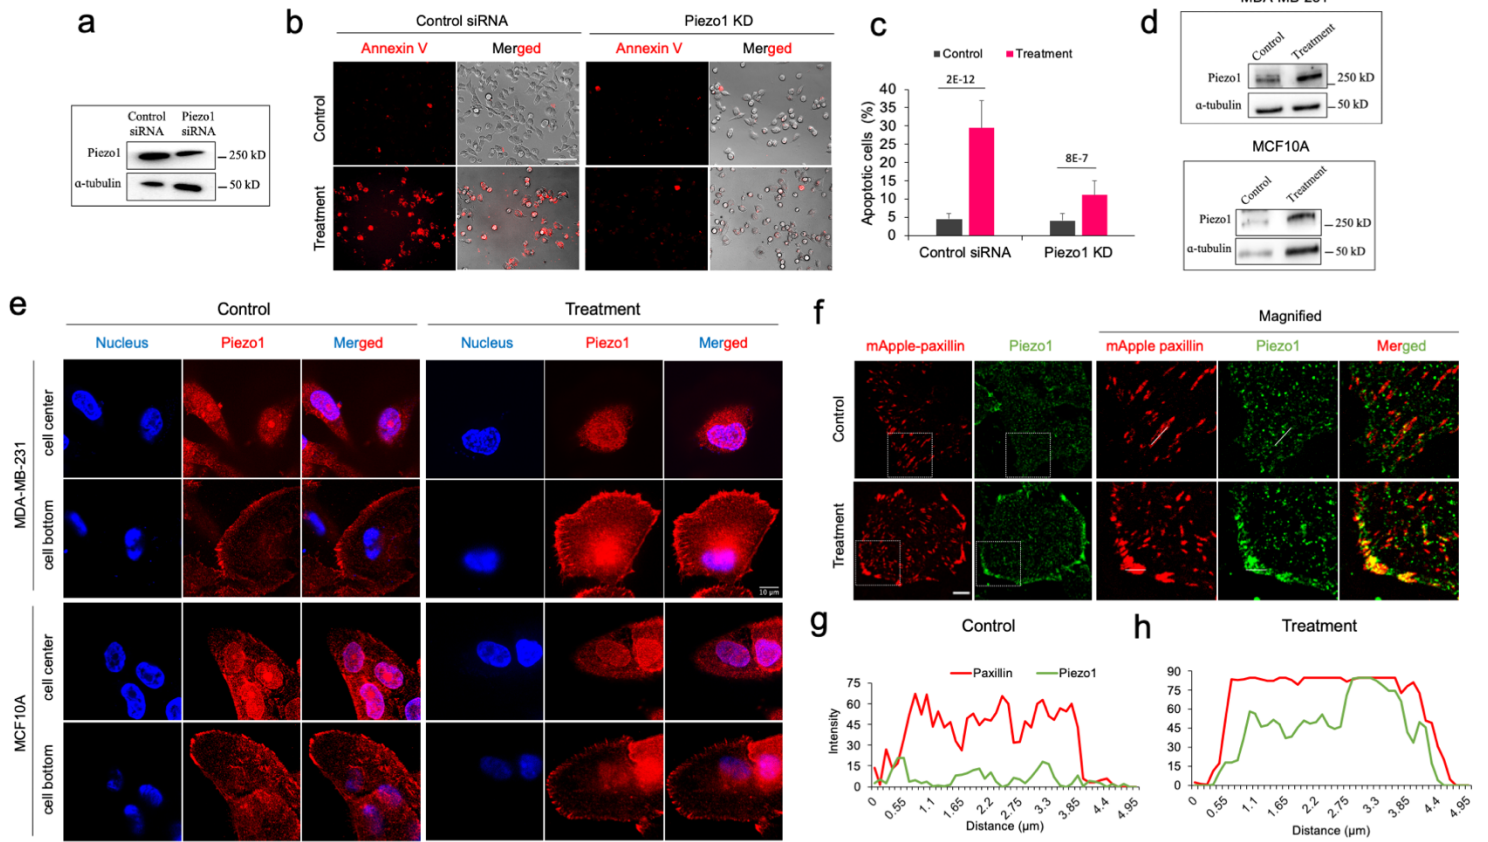 a
Control siRNA
Piezo1 siRNA
Piezo1
250 kD
α-tubulin
50 kD
b
Control siRNA
Piezo1 KD
Annexin V
Merged
Annexin V
Merged
Control
Treatment
c
Control
Treatment
Apoptotic cells (%)
40
35
30
25
20
15
10
5
0
2E-12
8E-7
Control siRNA
Piezo1 KD
d
Control
Treatment
Piezo1
250 kD
α-tubulin
50 kD
MCF10A
Control
Treatment
Piezo1
250 kD
α-tubulin
50 kD
e
Control
Treatment
Nucleus
Piezo1
Merged
Nucleus
Piezo1
Merged
MDA-MB-231
cell center
cell bottom
10 µm
MCF10A
cell center
cell bottom
f
Magnified
mApple-paxillin
Piezo1
mApple paxillin
Piezo1
Merged
Control
Treatment
g
Control
Paxillin
Piezo1
Intensity
75
60
45
30
15
0
0
0.55
1.1
1.65
2.2
2.75
3.3
3.85
4.4
4.95
Distance (µm)
h
Treatment
90
75
60
45
30
15
0
0
0.55
1.1
1.65
2.2
2.75
3.3
3.85
4.4
4.95
Distance (µm)